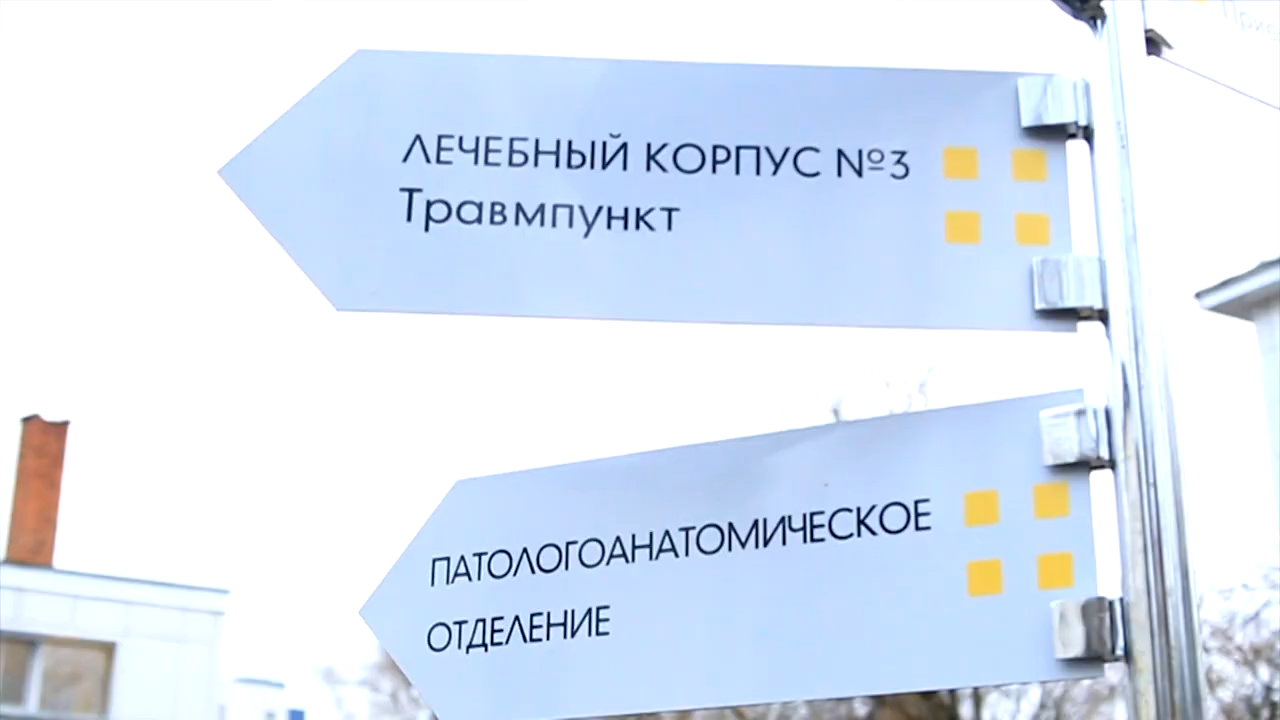 ЛЕЧЕБНЫЙ КОРПУС №3
Травмпункт
ПАТОЛОГОАНАТОМИЧЕСКОЕ
ОТДЕЛЕНИЕ